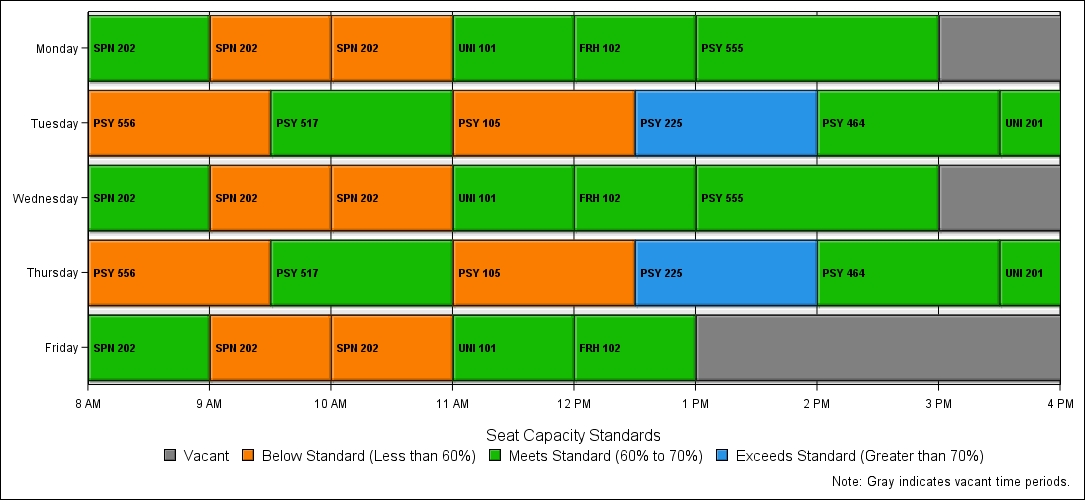 Monday SPN 202 SPN 202 SPN 202 UNI 101 FRH 102 PSY 555
Tuesday PSY 556 PSY 517 PSY 105 PSY 225 PSY 464 UNI 201
Wednesday SPN 202 SPN 202 SPN 202 UNI 101 FRH 102 PSY 555
Thursday PSY 556 PSY 517 PSY 105 PSY 225 PSY 464 UNI 201
Friday SPN 202 SPN 202 SPN 202 UNI 101 FRH 102
8 AM 9 AM 10 AM 11 AM 12 PM 1 PM 2 PM 3 PM 4 PM
Seat Capacity Standards
Vacant Below Standard (Less than 60%) Meets Standard (60% to 70%) Exceeds Standard (Greater than 70%)
Note: Gray indicates vacant time periods.